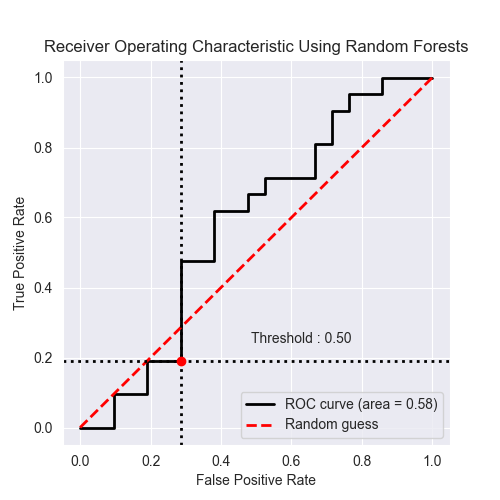 Receiver Operating Characteristic Using Random Forests
1.0
0.8
0.6
0.4
0.2
0.0
True Positive Rate
Threshold : 0.50
ROC curve (area = 0.58)
Random guess
0.0 0.2 0.4 0.6 0.8 1.0
False Positive Rate